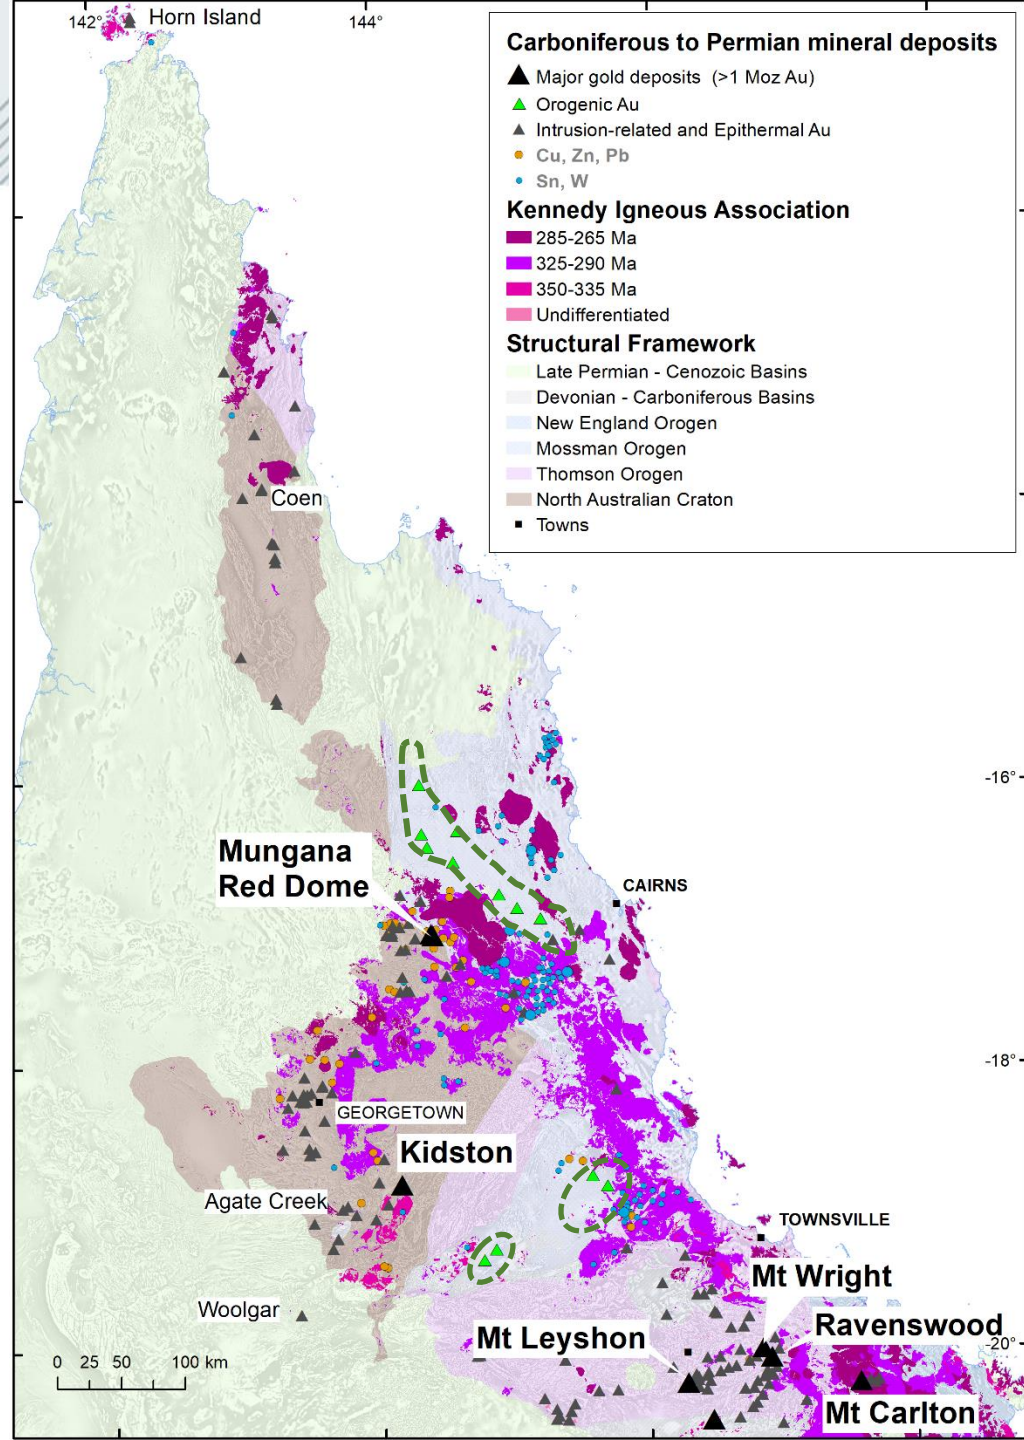 142°
144°
Horn Island
Carboniferous to Permian mineral deposits
Major gold deposits (>1 Moz Au)
Orogenic Au
Intrusion-related and Epithermal Au
Cu, Zn, Pb
Sn, W
Kennedy Igneous Association
285-265 Ma
325-290 Ma
350-335 Ma
Undifferentiated
Structural Framework
Late Permian - Cenozoic Basins
Devonian - Carboniferous Basins
New England Orogen
Mossman Orogen
Thomson Orogen
North Australian Craton
Towns
Coen
-16°
Mungana
Red Dome
CAIRNS
-18°
GEORGETOWN
Kidston
Agate Creek
TOWNSVILLE
Mt Wright
Woolgar
Ravenswood
Mt Leyshon
-20°
0 25 50 100 km
Mt Carlton